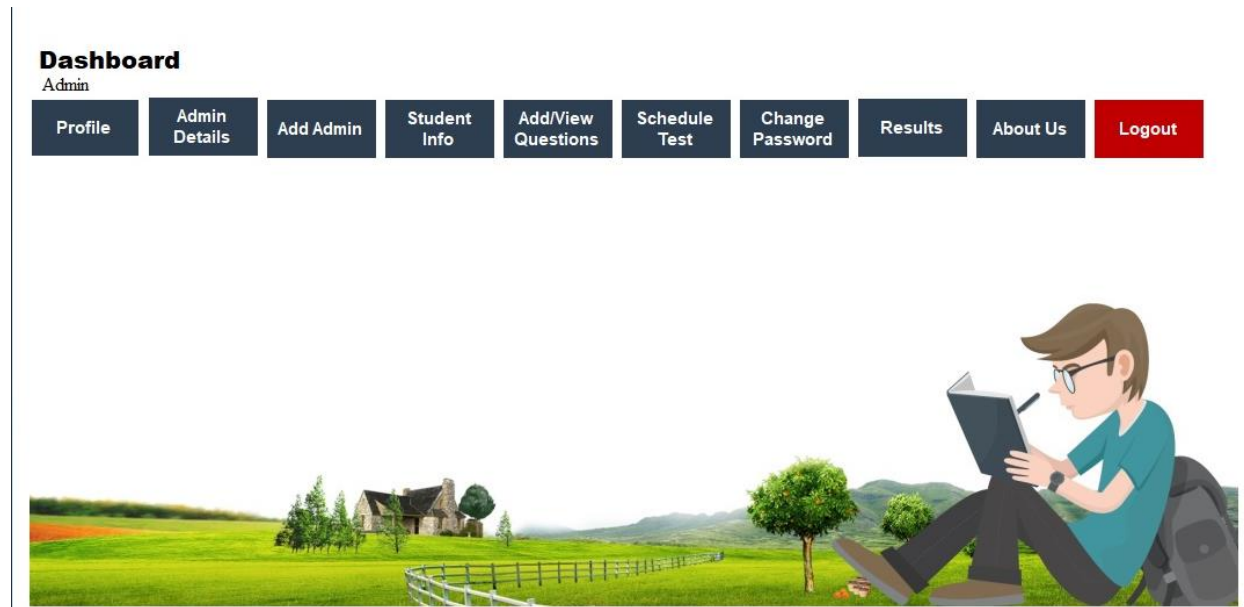 Dashboard
Admin
Profile
Admin
Details
Add Admin
Student
Info
Add/View
Questions
Schedule
Test
Change
Password
Results
About Us
Logout